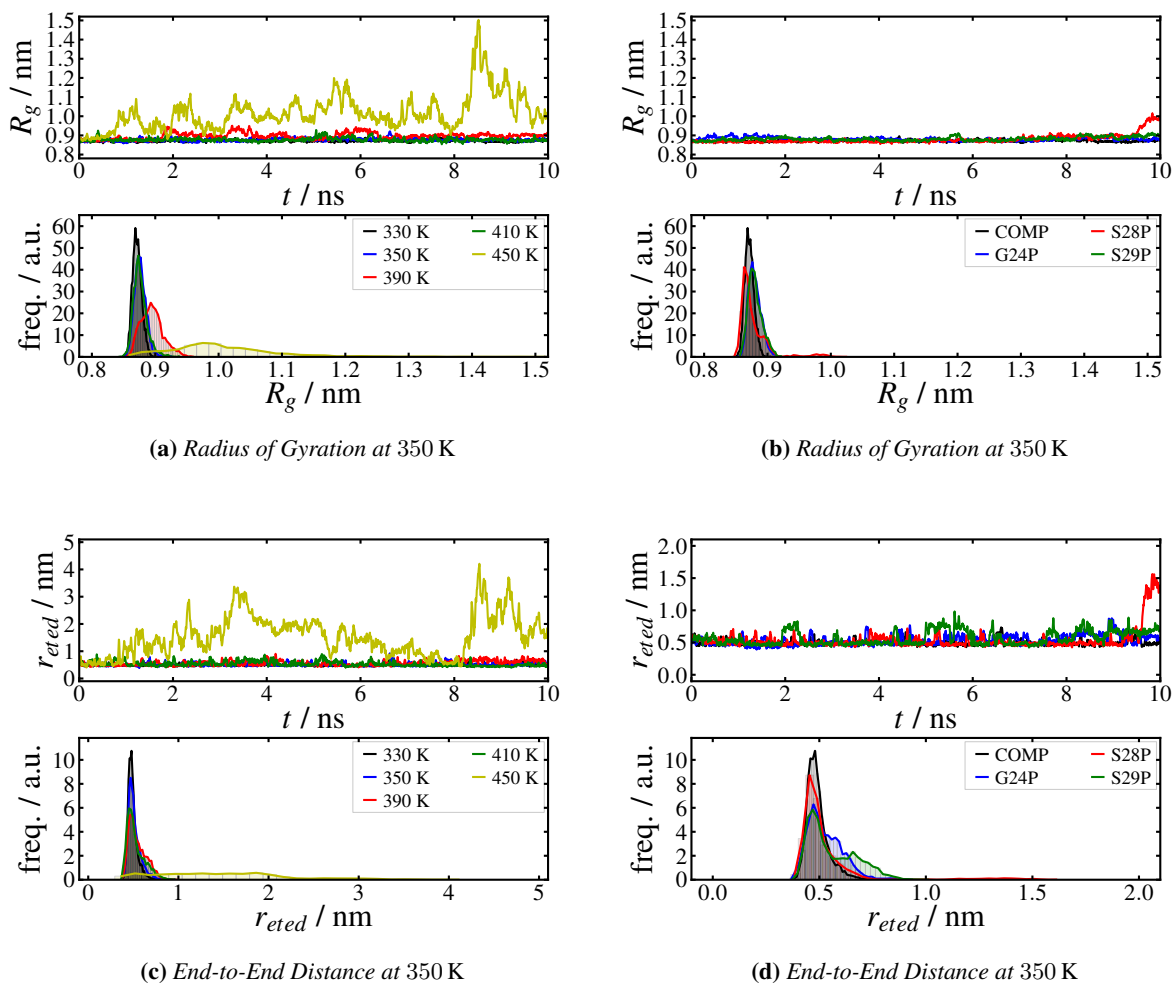 1.5
1.4
1.3
1.2
1.1
1.0
0.9
0.8
R_g / nm
0 2 4 6 8 10
t / ns
60
50
40
30
20
10
0
freq. / a.u.
330 K 410 K
350 K 450 K
390 K
0.8 0.9 1.0 1.1 1.2 1.3 1.4 1.5
R_g / nm
(a) Radius of Gyration at 350 K
1.5
1.4
1.3
1.2
1.1
1.0
0.9
0.8
R_g / nm
0 2 4 6 8 10
t / ns
60
50
40
30
20
10
0
freq. / a.u.
COMP S28P
G24P S29P
0.8 0.9 1.0 1.1 1.2 1.3 1.4 1.5
R_g / nm
(b) Radius of Gyration at 350 K
5
4
3
2
1
0
r_eted / nm
0 2 4 6 8 10
t / ns
10
8
6
4
2
0
freq. / a.u.
330 K 410 K
350 K 450 K
390 K
0 1 2 3 4 5
r_eted / nm
(c) End-to-End Distance at 350 K
2.0
1.5
1.0
0.5
0.0
r_eted / nm
0 2 4 6 8 10
t / ns
10
8
6
4
2
0
freq. / a.u.
COMP S28P
G24P S29P
0.0 0.5 1.0 1.5 2.0
r_eted / nm
(d) End-to-End Distance at 350 K